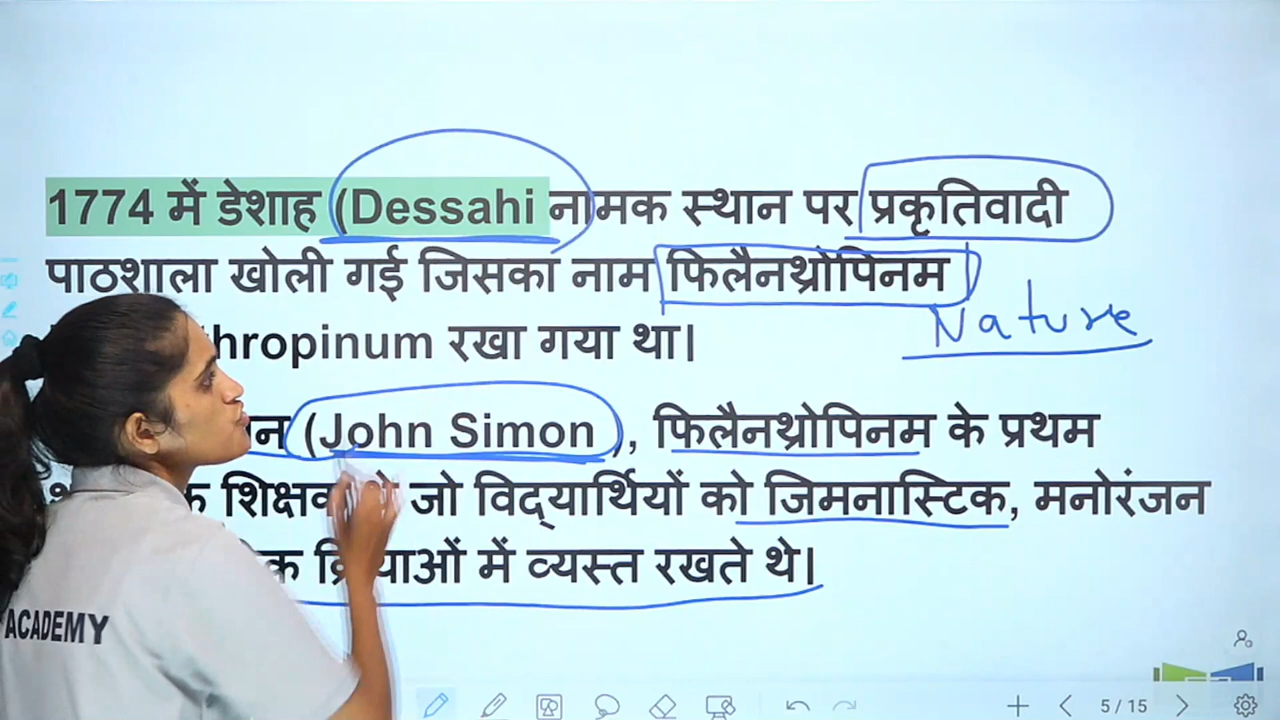 1774 में डेशाह (Dessahi नामक स्थान पर प्रकृतिवादी
पाठशाला खोली गई जिसका नाम फिलैनथ्रोपिनम
thropinum रखा गया था।
Nature
न (John Simon), फिलैनथ्रोपिनम के प्रथम
क शिक्षक जो विद्यार्थियों को जिमनास्टिक, मनोरंजन
क क्रियाओं में व्यस्त रखते थे।
ACADEMY
5 / 15